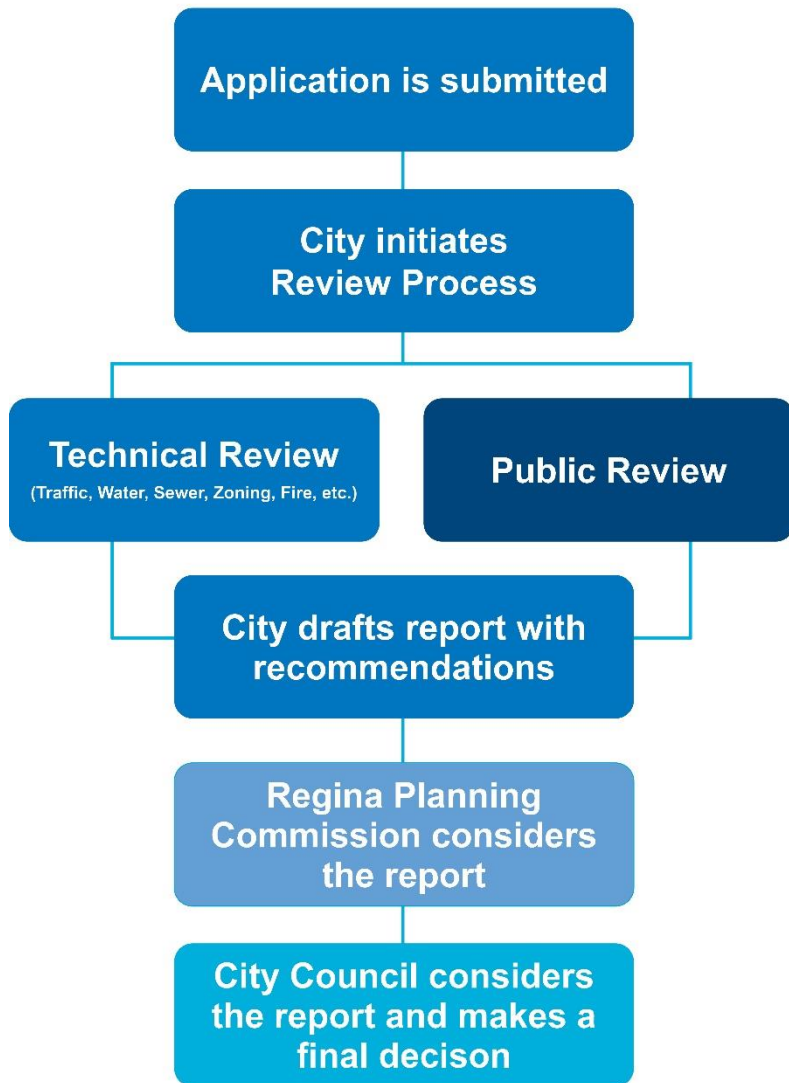 Application is submitted
City initiates
Review Process
Technical Review
(Traffic, Water, Sewer, Zoning, Fire, etc.)
Public Review
City drafts report with
recommendations
Regina Planning
Commission considers
the report
City Council considers
the report and makes a
final decison